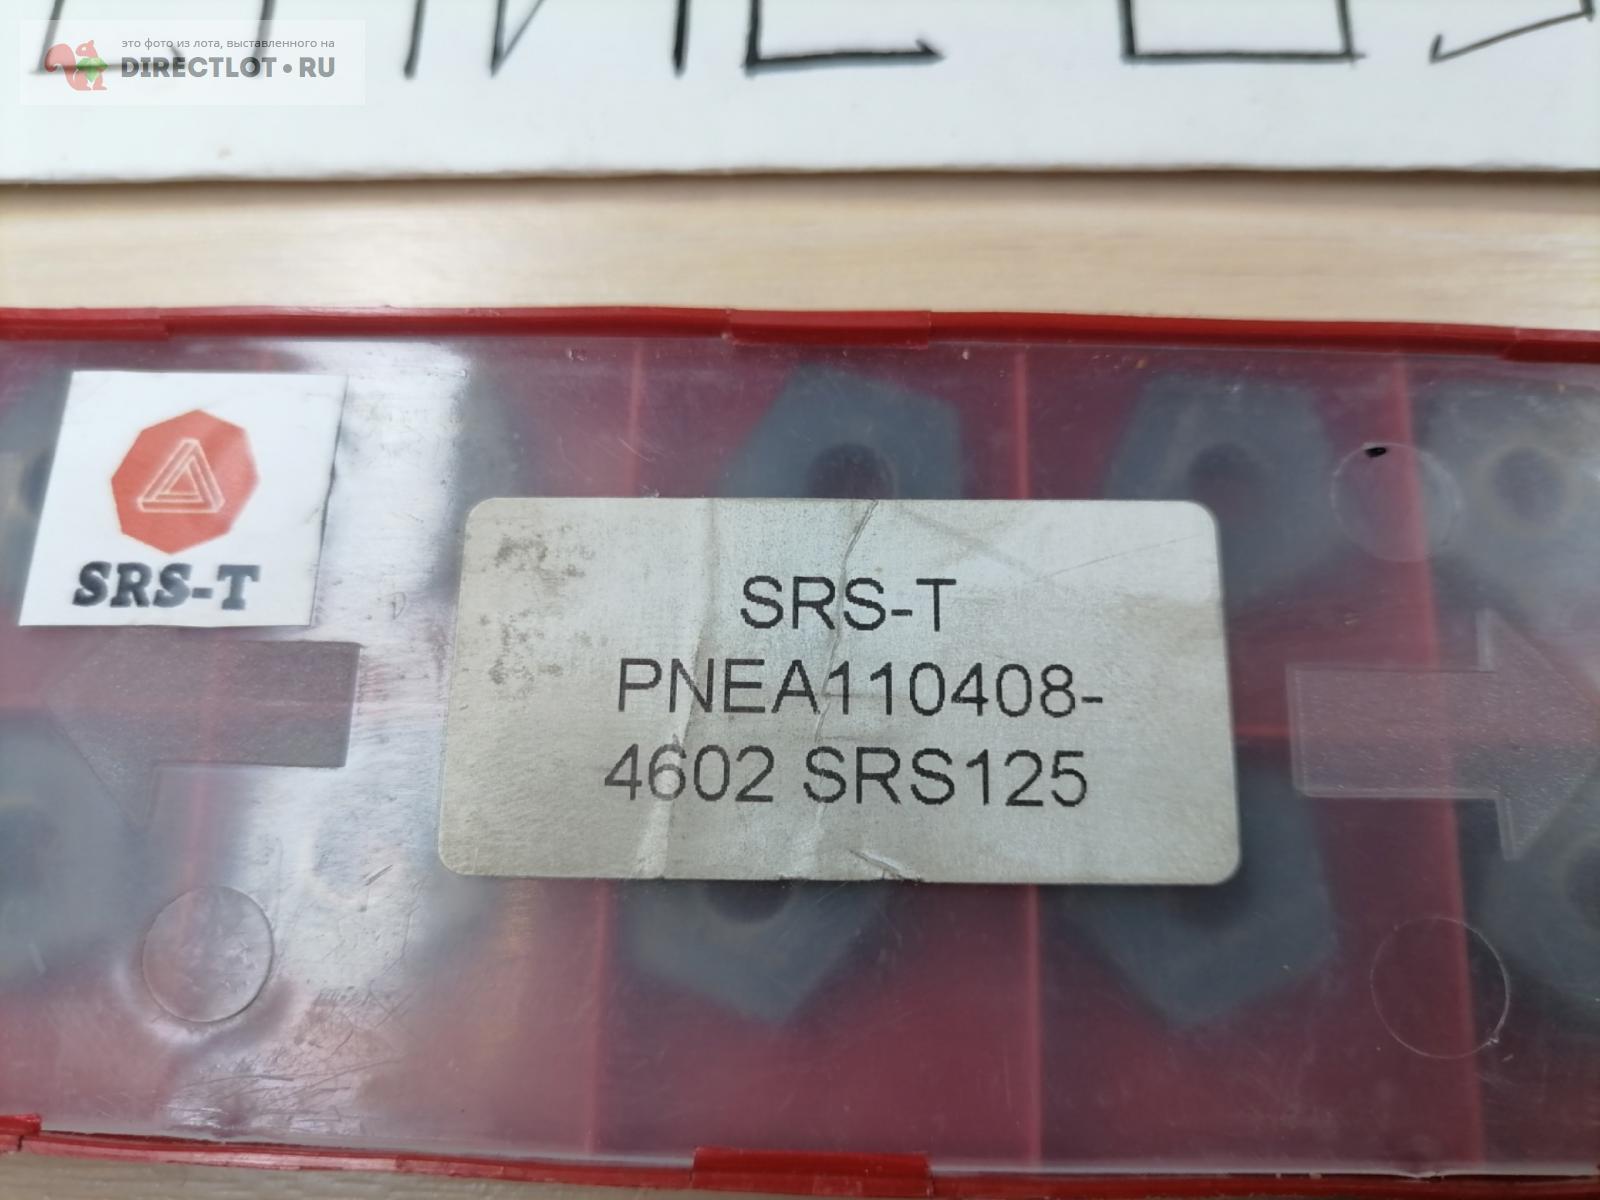 это фото из лота, выставленного на
DIRECTLOT•RU
SRS-T
SRS-T
PNEA110408-
4602 SRS125